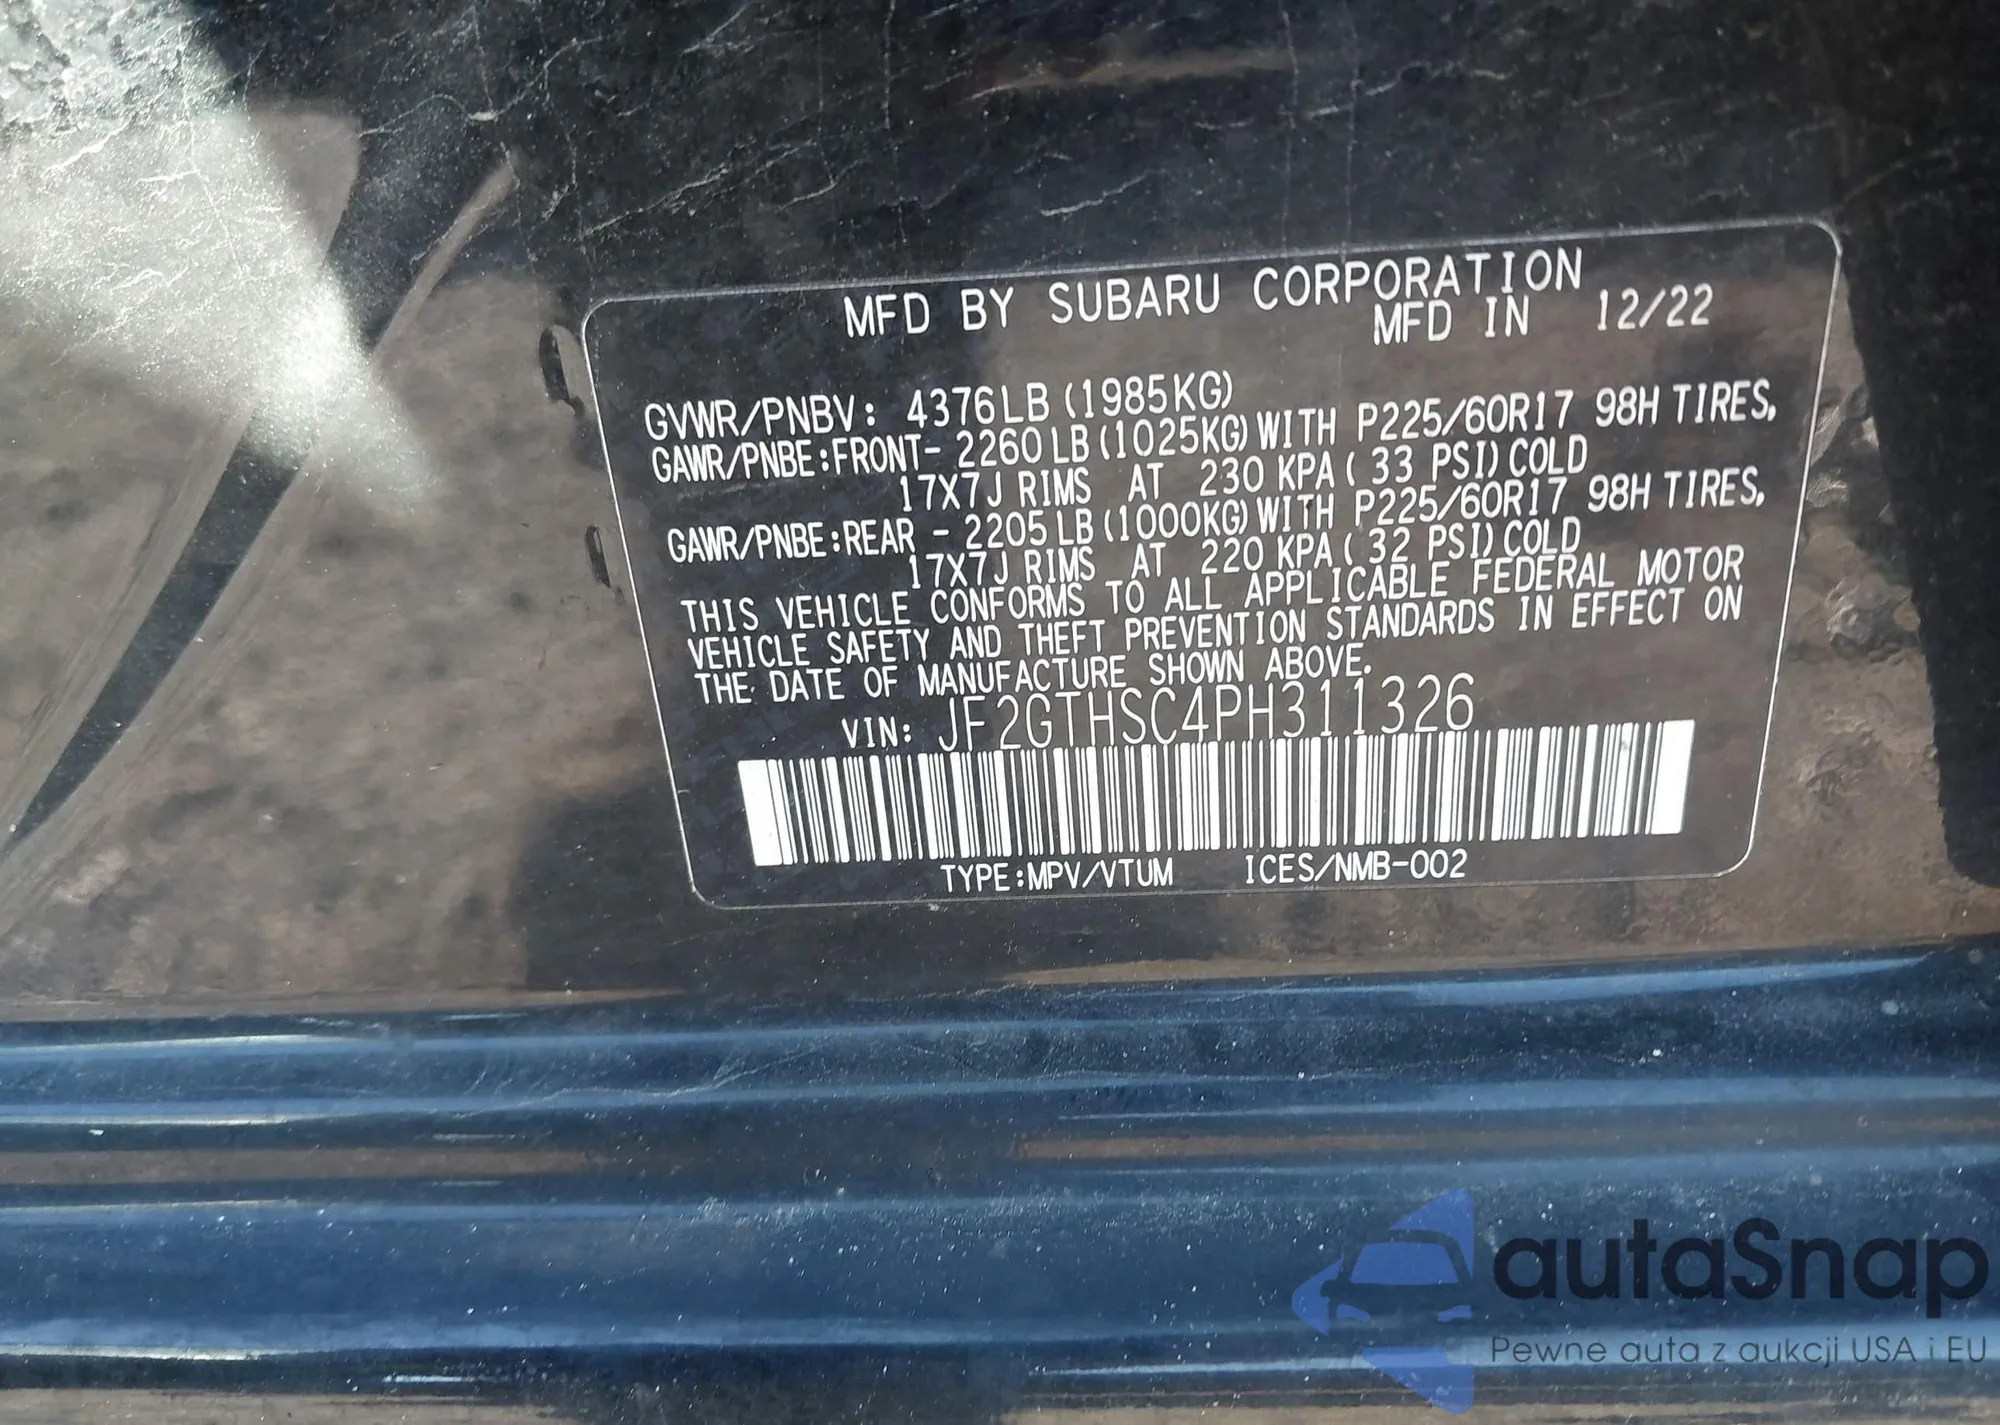 MFD BY SUBARU CORPORATION
MFD IN 12/22
GVWR/PNBV: 4376LB (1985KG)
GAWR/PNBE:FRONT- 2260 LB (1025KG) WITH P225/60R17 98H TIRES,
17X7J RIMS AT 230 KPA ( 33 PSI) COLD
GAWR/PNBE:REAR - 2205 LB (1000KG) WITH P225/60R17 98H TIRES,
17X7J RIMS AT 220 KPA ( 32 PSI) COLD
THIS VEHICLE CONFORMS TO ALL APPLICABLE FEDERAL MOTOR
VEHICLE SAFETY AND THEFT PREVENTION STANDARDS IN EFFECT ON
THE DATE OF MANUFACTURE SHOWN ABOVE.
VIN: JF2GTHSC4PH311326
TYPE:MPV/VTUM ICES/NMB-002
autaSnap
Pewne auta z aukcji USA i EU